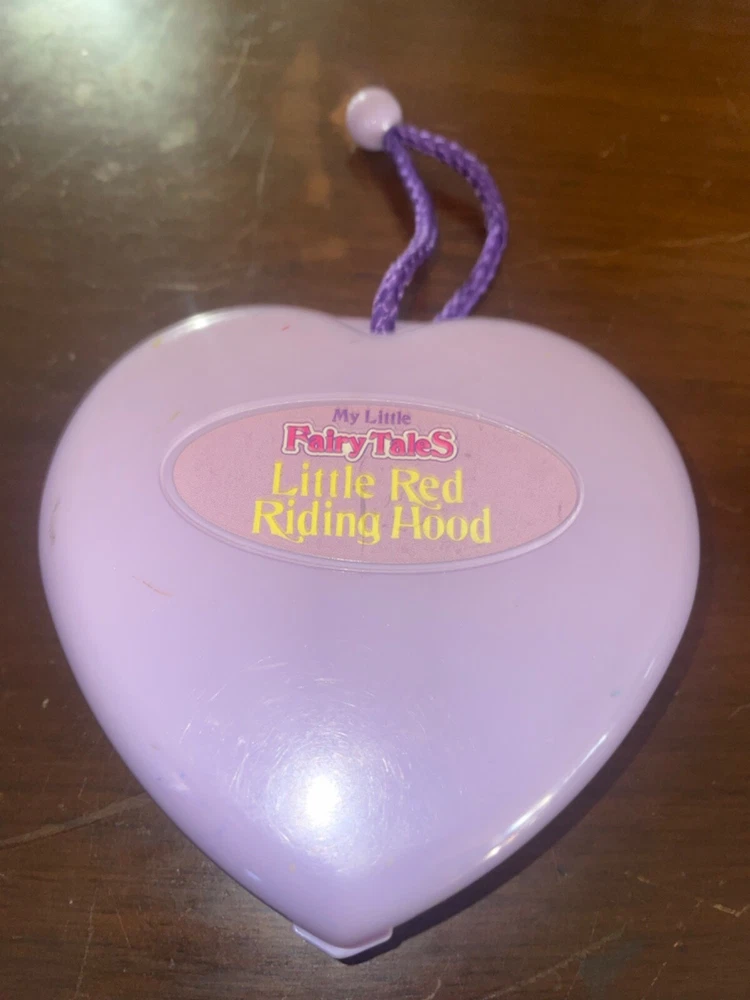 My Little
Fairy Tales
Little Red
Riding Hood